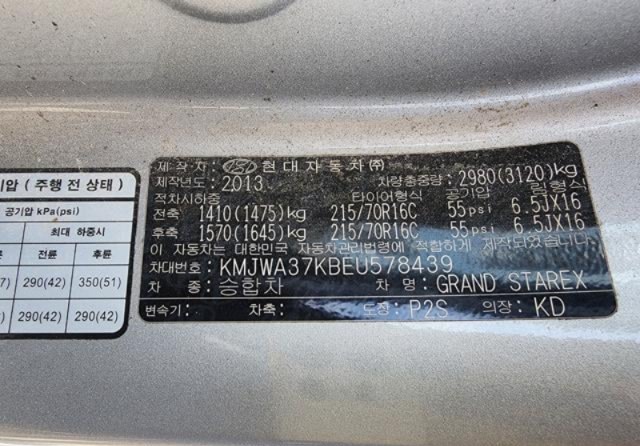 기압 ( 주행 전 상태 )
공기압 kPa(psi)
최대 하중시
전륜 후륜
290(42) 350(51)
290(42) 290(42)
제 작 자 : 현대자동차㈜
제작년도 : 2013. 차량총중량 : 2980(3120)kg
적차시하중 타이어형식 공기압 림형식
전축 : 1410(1475)kg 215/70R16C 55psi 6.5JX16
후축 : 1570(1645)kg 215/70R16C 55psi 6.5JX16
이 자동차는 대한민국 자동차관리법령에 적합하게 제작되었습니다.
차대번호 : KMJWA37KBEU578439
차 종 : 승합차 차 명 : GRAND STAREX
변속기 : 차축 : 도장 : P2S 의장 : KD